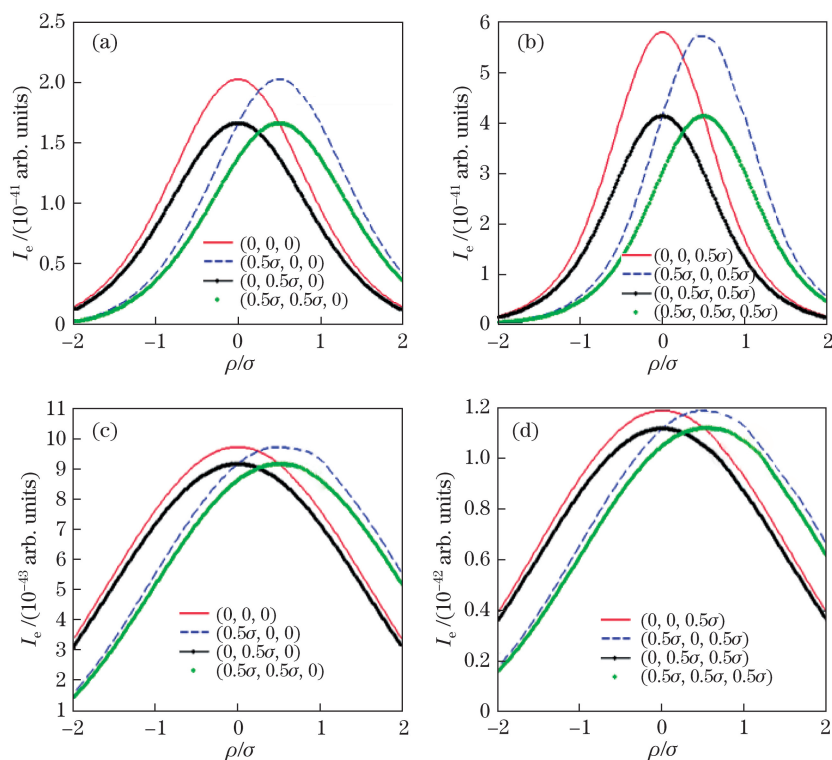 (a)
I_e/(10⁻⁴¹ arb. units)
2.5
2.0
1.5
1.0
0.5
0
(0, 0, 0)
(0.5σ, 0, 0)
(0, 0.5σ, 0)
(0.5σ, 0.5σ, 0)
−2 −1 0 1 2
ρ/σ
(b)
I_e/(10⁻⁴¹ arb. units)
6
5
4
3
2
1
0
(0, 0, 0.5σ)
(0.5σ, 0, 0.5σ)
(0, 0.5σ, 0.5σ)
(0.5σ, 0.5σ, 0.5σ)
−2 −1 0 1 2
ρ/σ
(c)
I_e/(10⁻⁴³ arb. units)
11
10
9
8
7
6
5
4
3
2
1
(0, 0, 0)
(0.5σ, 0, 0)
(0, 0.5σ, 0)
(0.5σ, 0.5σ, 0)
−2 −1 0 1 2
ρ/σ
(d)
I_e/(10⁻⁴² arb. units)
1.2
1.0
0.8
0.6
0.4
0.2
0
(0, 0, 0.5σ)
(0.5σ, 0, 0.5σ)
(0, 0.5σ, 0.5σ)
(0.5σ, 0.5σ, 0.5σ)
−2 −1 0 1 2
ρ/σ